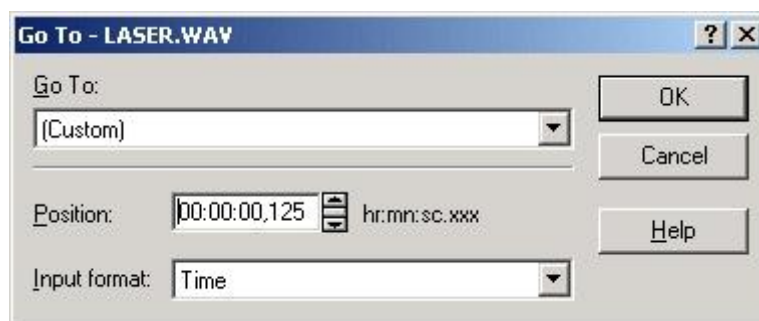 Go To - LASER.WAV
Go To:
(Custom)
OK
Cancel
Position: 00:00:00,125 hr:mn:sc.xxx
Help
Input format: Time